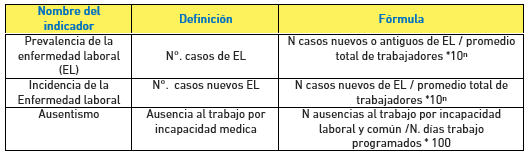 Nombre del indicador
Definición
Fórmula
Prevalencia de la enfermedad laboral (EL)
N°. casos de EL
N casos nuevos o antiguos de EL / promedio total de trabajadores *10ⁿ
Incidencia de la Enfermedad laboral
N°.  casos nuevos EL
N casos nuevos de EL / promedio total de trabajadores *10ⁿ
Ausentismo
Ausencia al trabajo por incapacidad medica
N ausencias al trabajo por incapacidad laboral y común /N. días trabajo programados * 100